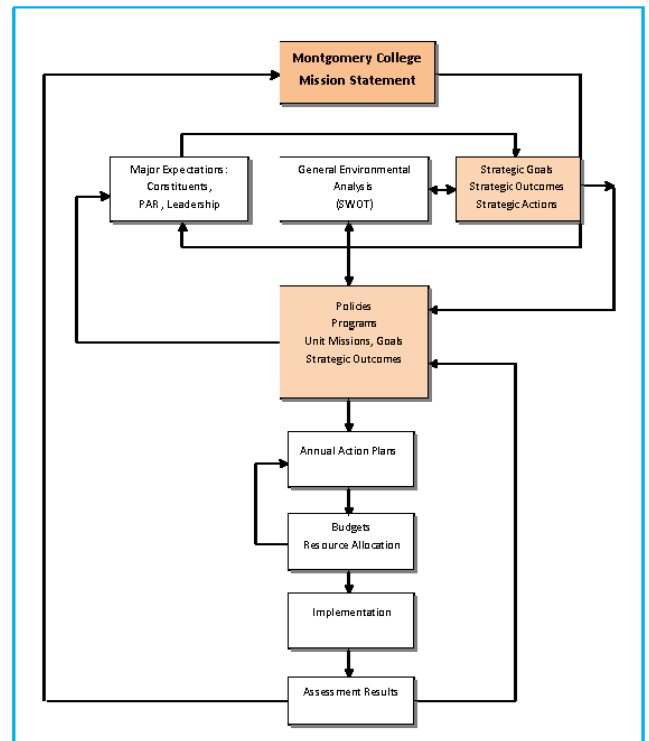 Montgomery College
Mission Statement
Major Expectations:
Constituents,
PAR, Leadership
General Environmental
Analysis
(SWOT)
Strategic Goals
Strategic Outcomes
Strategic Actions
Policies
Programs
Unit Missions, Goals
Strategic Outcomes
Annual Action Plans
Budgets
Resource Allocation
Implementation
Assessment Results